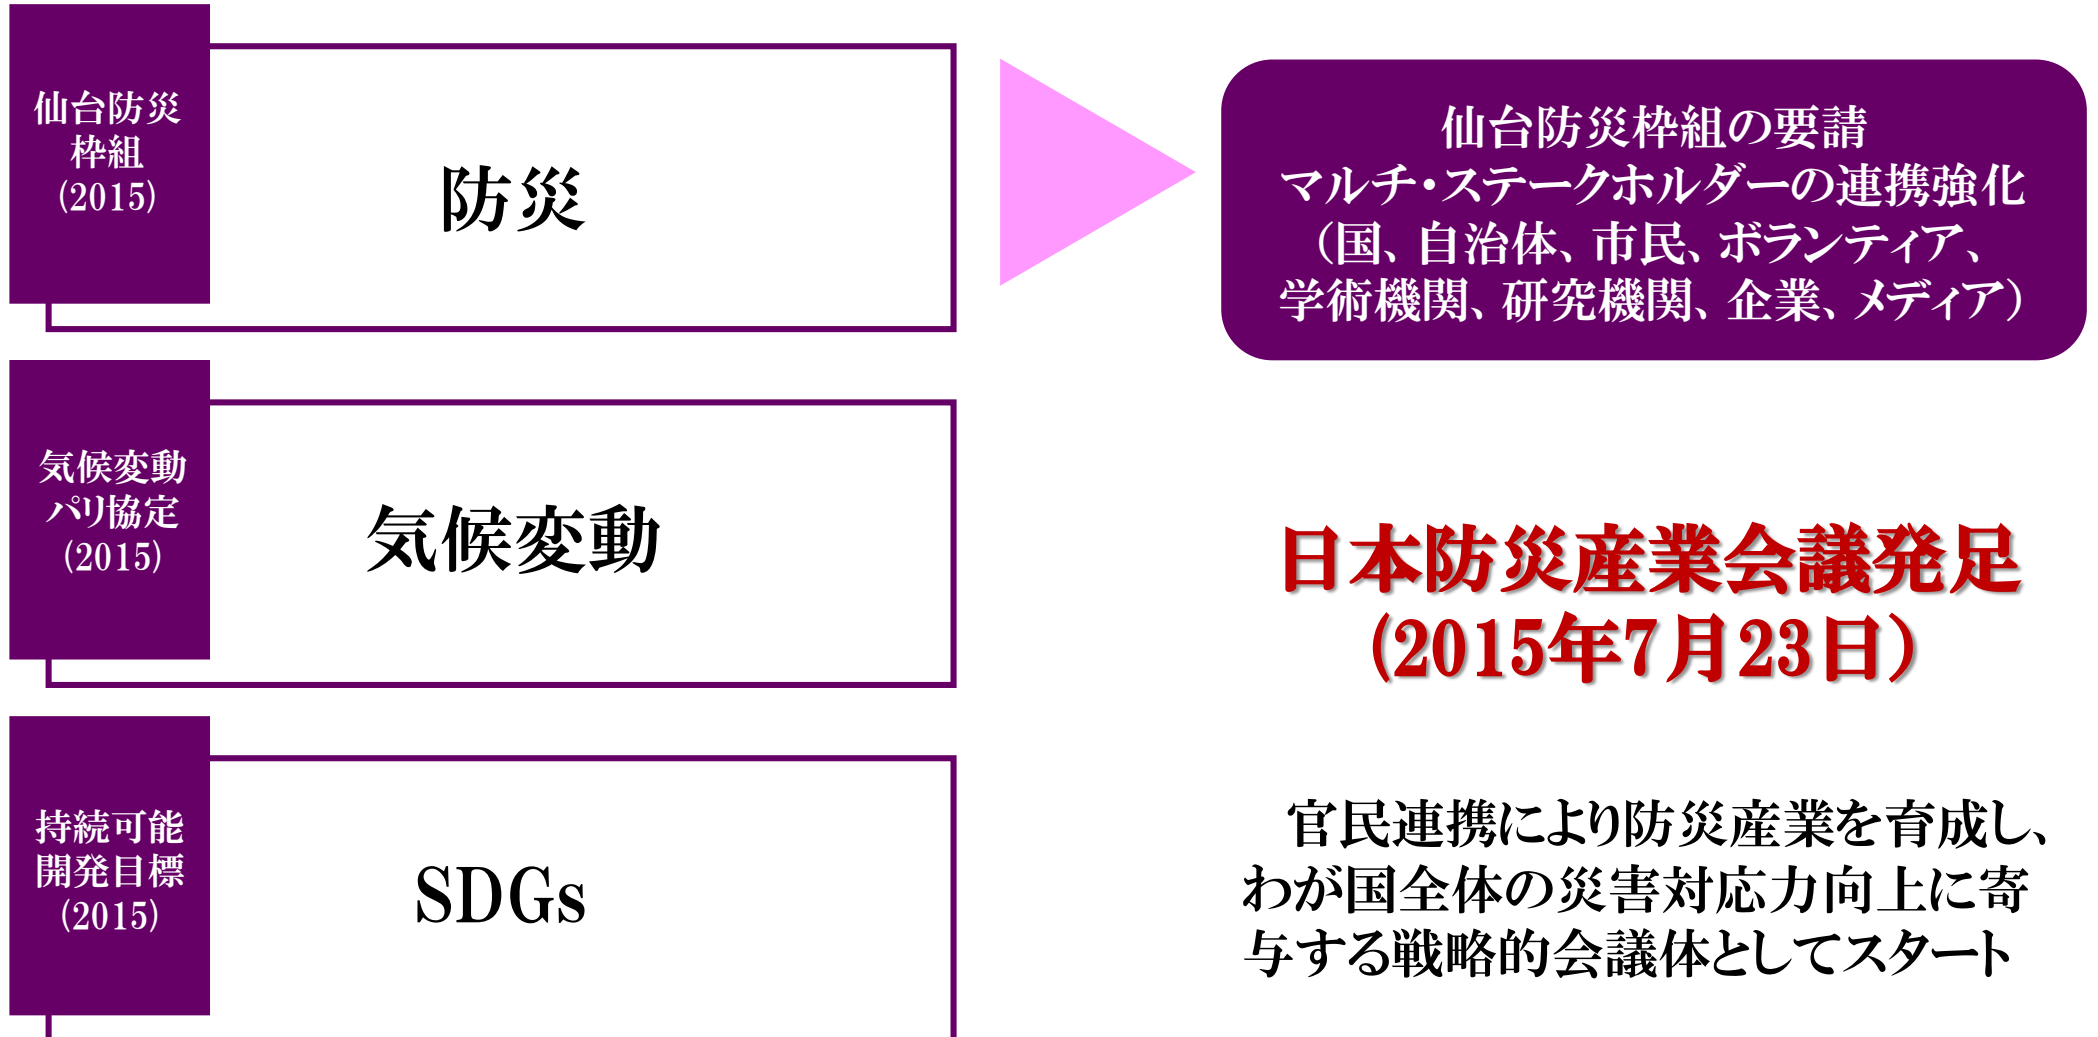 仙台防災
枠組
(2015)
防災
仙台防災枠組の要請
マルチ・ステークホルダーの連携強化
（国、自治体、市民、ボランティア、
学術機関、研究機関、企業、メディア）
気候変動
パリ協定
(2015)
気候変動
日本防災産業会議発足
(2015年7月23日)
持続可能
開発目標
(2015)
SDGs
官民連携により防災産業を育成し、
わが国全体の災害対応力向上に寄
与する戦略的会議体としてスタート